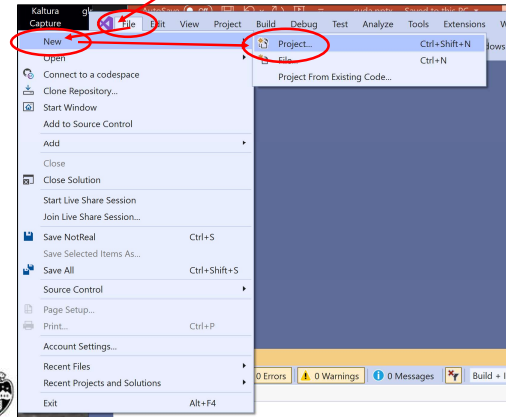 Kaltura
Capture
File Edit View Project Build Debug Test Analyze Tools Extensions
New
Project... Ctrl+Shift+N
Open
File... Ctrl+N
Connect to a codespace
Project From Existing Code...
Clone Repository...
Start Window
Add to Source Control
Add
Close
Close Solution
Start Live Share Session
Join Live Share Session...
Save NotReal Ctrl+S
Save Selected Items As...
Save All Ctrl+Shift+S
Source Control
Page Setup...
Print... Ctrl+P
Account Settings...
Recent Files
0 Errors 0 Warnings 0 Messages Build + I
Recent Projects and Solutions
Exit Alt+F4